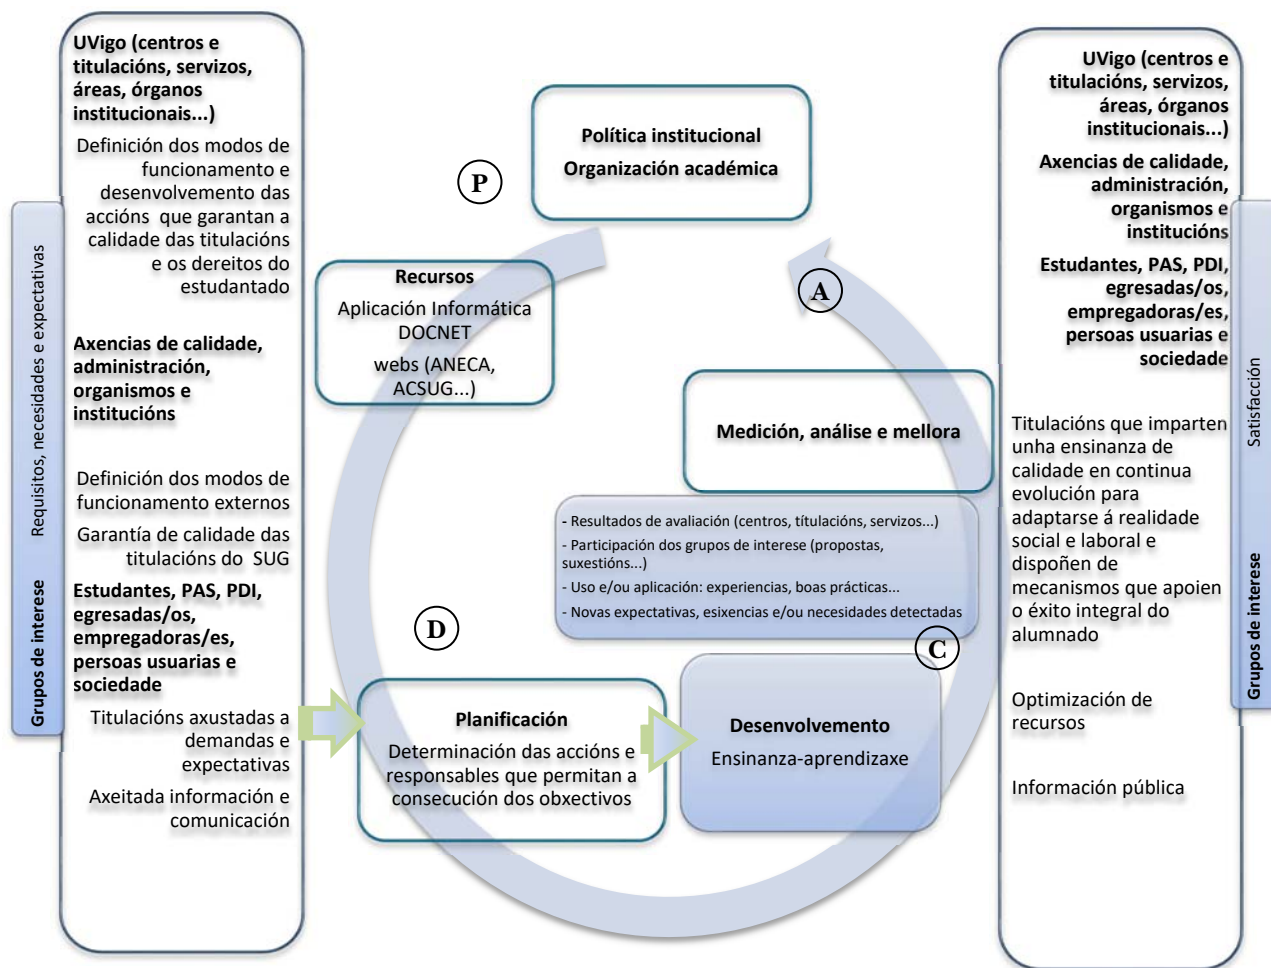 UVigo (centros e
titulacións, servizos,
áreas, órganos
institucionais...)
Definición dos modos de
funcionamento e
desenvolvemento das
accións que garantan a
calidade das titulacións
e os dereitos do
estudantado
Axencias de calidade,
administración,
organismos e
institucións
Definición dos modos de
funcionamento externos
Garantía de calidade das
titulacións do SUG
Estudantes, PAS, PDI,
egresadas/os,
empregadoras/es,
persoas usuarias e
sociedade
Titulacións axustadas a
demandas e
expectativas
Axeitada información e
comunicación
Grupos de interese Requisitos, necesidades e expectativas
P
Política institucional
Organización académica
Recursos
Aplicación Informática
DOCNET
webs (ANECA,
ACSUG...)
A
Medición, análise e mellora
- Resultados de avaliación (centros, títulacións, servizos...)
- Participación dos grupos de interese (propostas,
suxestións...)
- Uso e/ou aplicación: experiencias, boas prácticas...
- Novas expectativas, esixencias e/ou necesidades detectadas
D
C
Planificación
Determinación das accións e
responsables que permitan a
consecución dos obxectivos
Desenvolvemento
Ensinanza-aprendizaxe
UVigo (centros e
titulacións, servizos,
áreas, órganos
institucionais...)
Axencias de calidade,
administración,
organismos e
institucións
Estudantes, PAS, PDI,
egresadas/os,
empregadoras/es,
persoas usuarias e
sociedade
Titulacións que imparten
unha ensinanza de
calidade en continua
evolución para
adaptarse á realidade
social e laboral e
dispoñen de
mecanismos que apoien
o éxito integral do
alumnado
Optimización de
recursos
Información pública
Grupos de interese Satisfacción